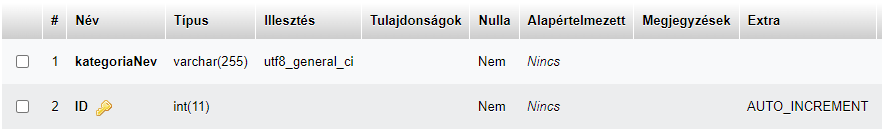 # Név Típus Illesztés Tulajdonságok Nulla Alapértelmezett Megjegyzések Extra
1 kategoriaNev varchar(255) utf8_general_ci Nem Nincs
2 ID int(11) Nem Nincs AUTO_INCREMENT